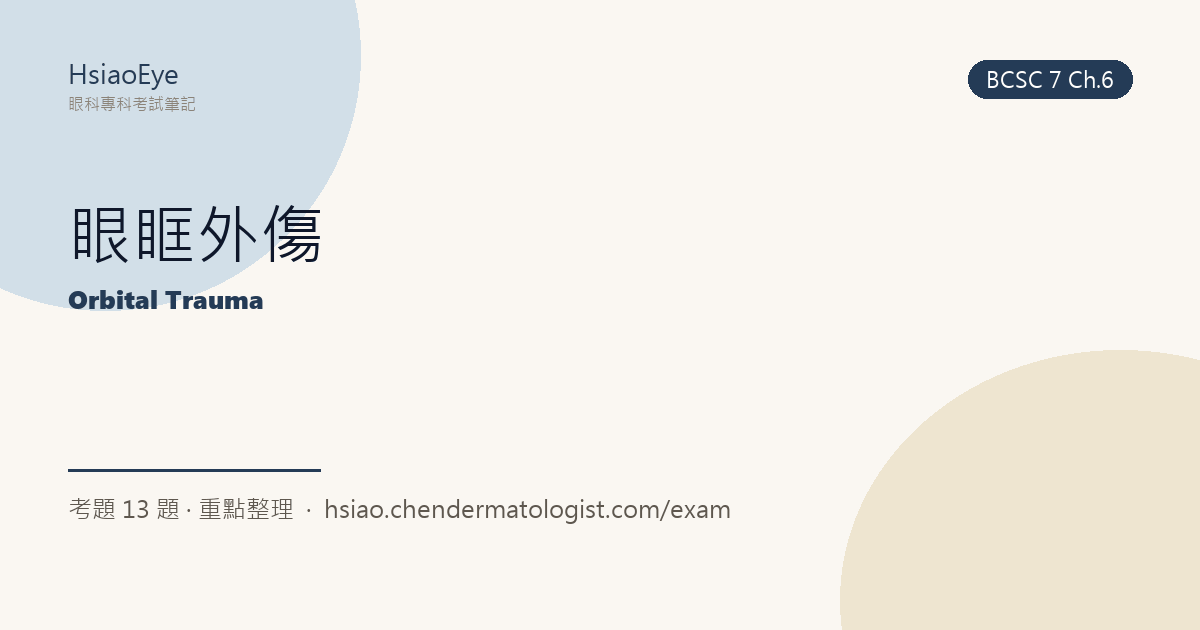 HsiaoEye
眼科專科考試筆記
BCSC 7 Ch.6
眼眶外傷
Orbital Trauma
考題 13 題 · 重點整理 · hsiao.chendermatologist.com/exam